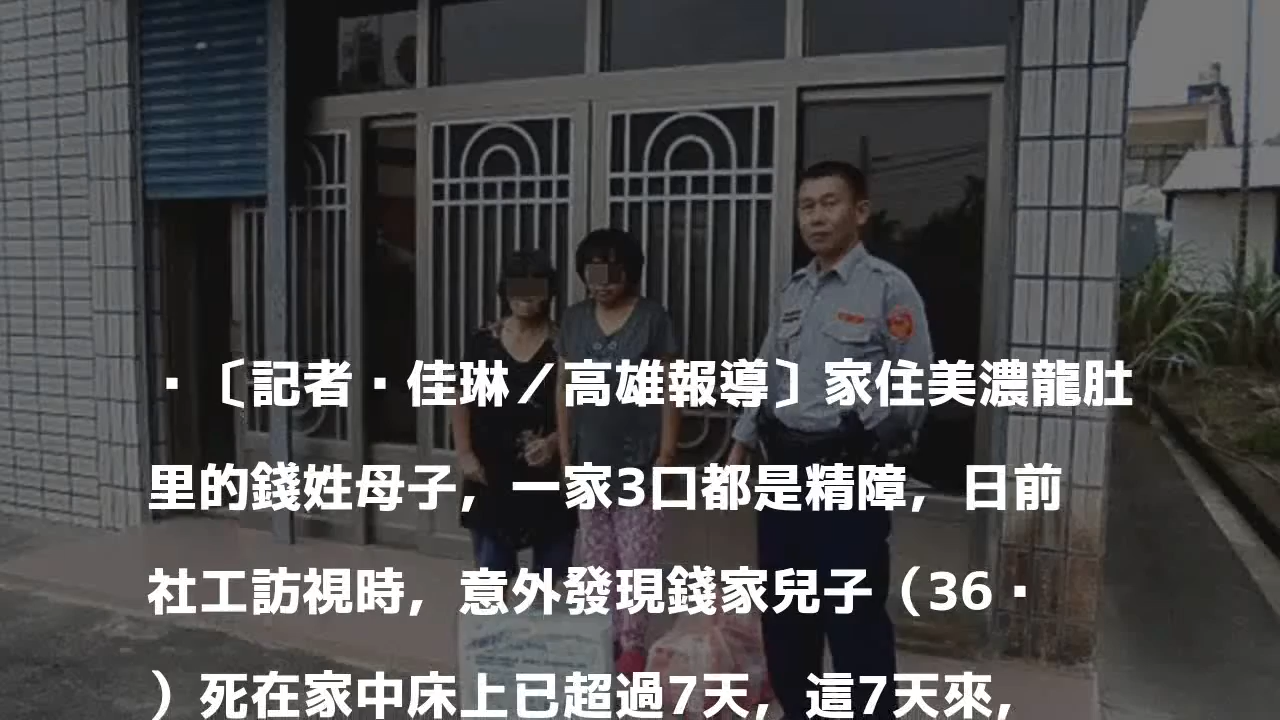 ▪〔記者▪佳琳／高雄報導〕家住美濃龍肚
里的錢姓母子，一家3口都是精障，日前
社工訪視時，意外發現錢家兒子（36▪
）死在家中床上已超過7天，這7天來，